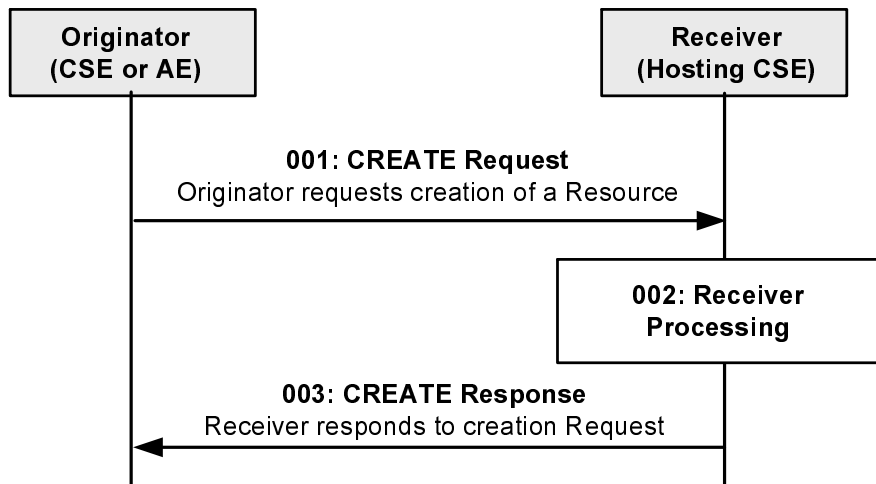 Originator
(CSE or AE)
Receiver
(Hosting CSE)
001: CREATE Request
Originator requests creation of a Resource
002: Receiver
Processing
003: CREATE Response
Receiver responds to creation Request